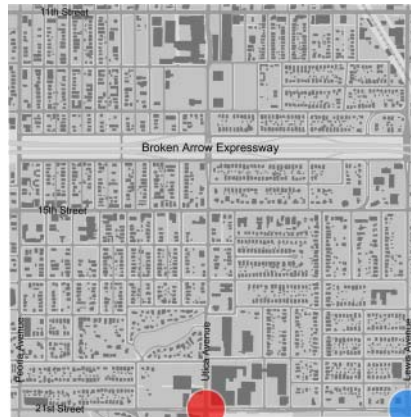 11th Street
Broken Arrow Expressway
15th Street
Peoria Avenue
Utica Avenue
Lewis Avenue
21st Street